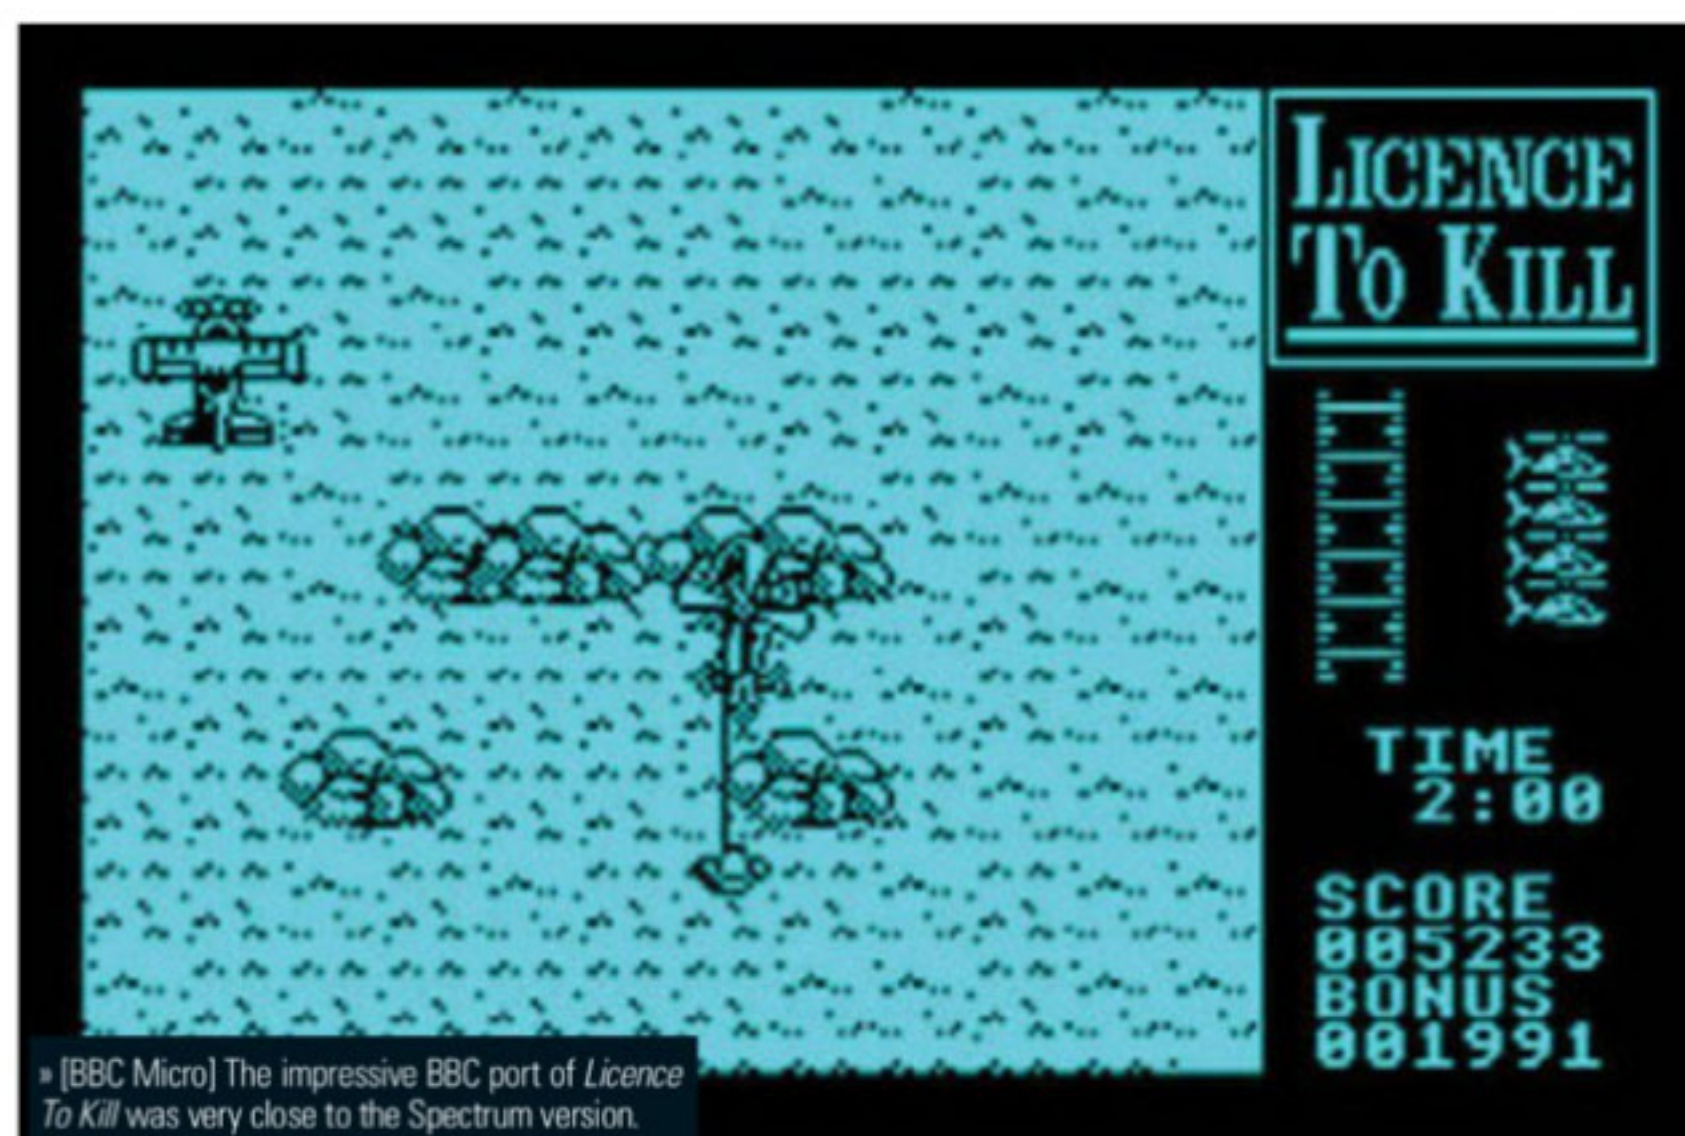 LICENCE
TO KILL
TIME
2:00
SCORE
005233
BONUS
001991
» [BBC Micro] The impressive BBC port of Licence
To Kill was very close to the Spectrum version.